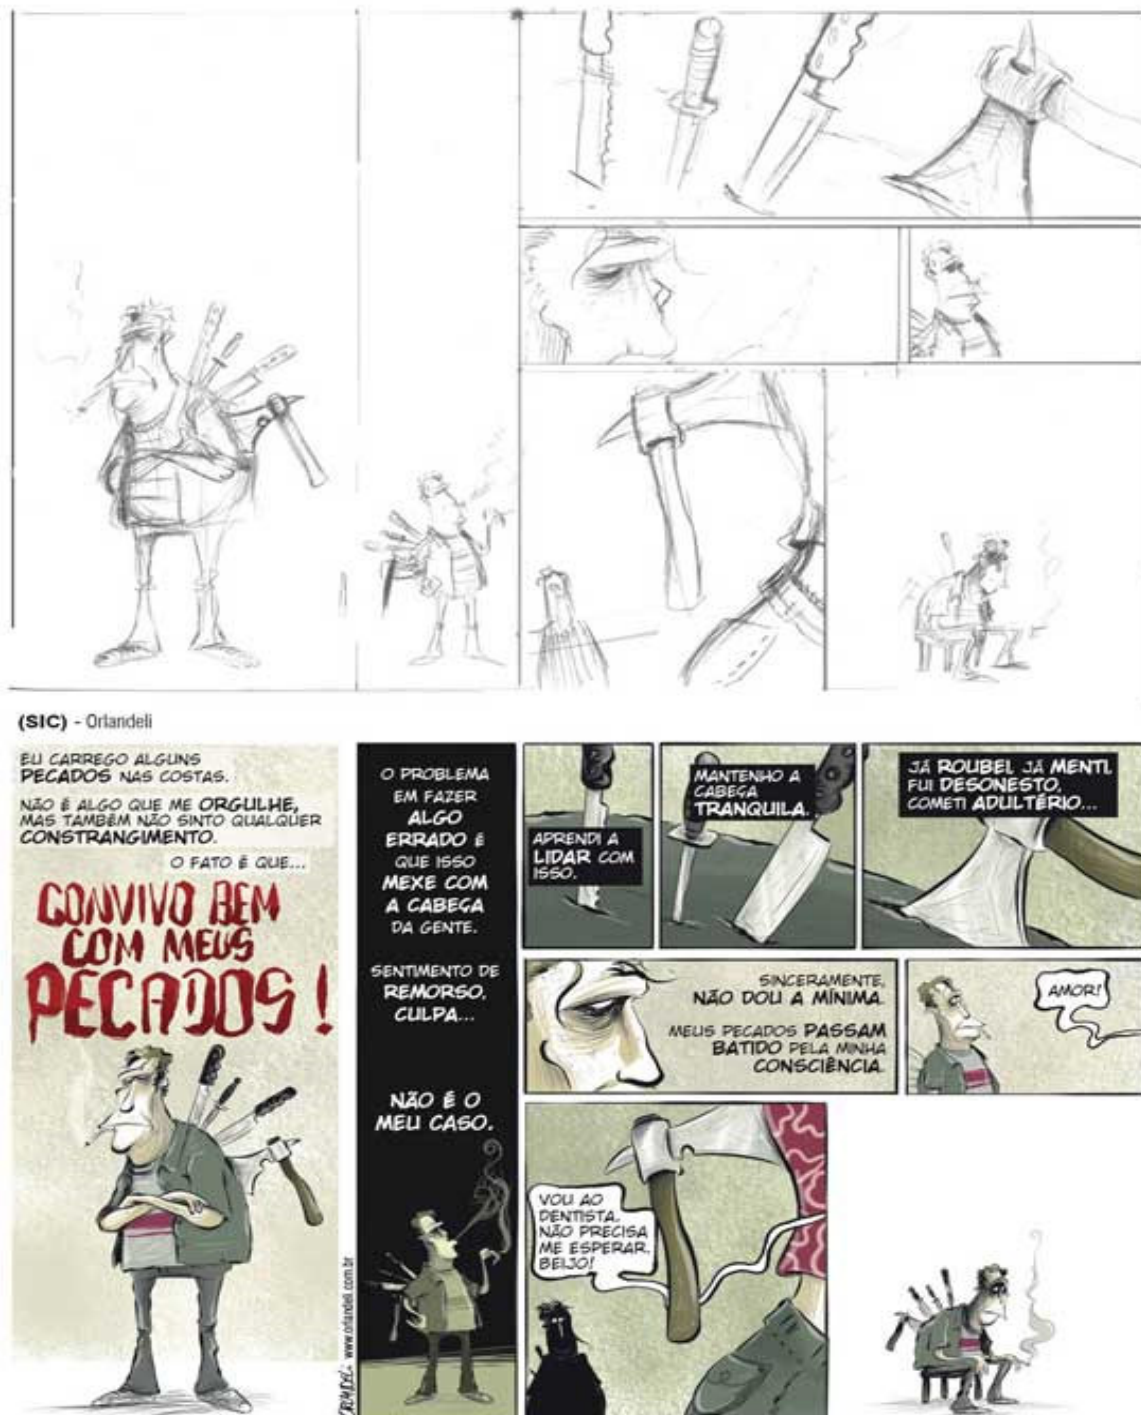 (SIC) - Orlandeli
EU CARREGO ALGUNS
PECADOS NAS COSTAS.
NÃO É ALGO QUE ME ORGULHE,
MAS TAMBÉM NÃO SINTO QUALQUER
CONSTRANGIMENTO.
O FATO É QUE...
CONVIVO BEM
COM MEUS
PECADOS!
www.orlandeli.com.br
O PROBLEMA
EM FAZER
ALGO
ERRADO É
QUE ISSO
MEXE COM
A CABEÇA
DA GENTE.
SENTIMENTO DE
REMORSO,
CULPA...
NÃO É O
MEU CASO.
APRENDI A
LIDAR COM
ISSO.
MANTENHO A
CABEÇA
TRANQUILA.
JÁ ROUBEI, JÁ MENTI,
FUI DESONESTO,
COMETI ADULTÉRIO...
SINCERAMENTE,
NÃO DOU A MÍNIMA.
MEUS PECADOS PASSAM
BATIDO PELA MINHA
CONSCIÊNCIA.
AMOR!
VOU AO
DENTISTA.
NÃO PRECISA
ME ESPERAR.
BEIJO!